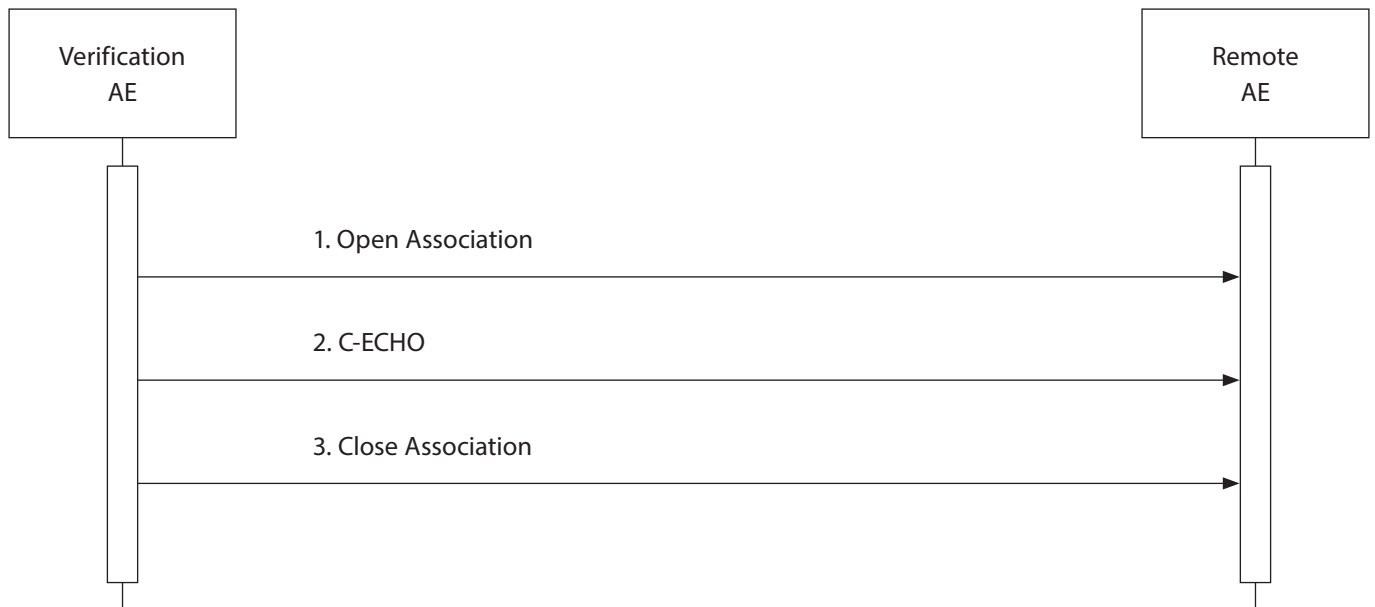 Verification
AE
Remote
AE
1. Open Association
2. C-ECHO
3. Close Association